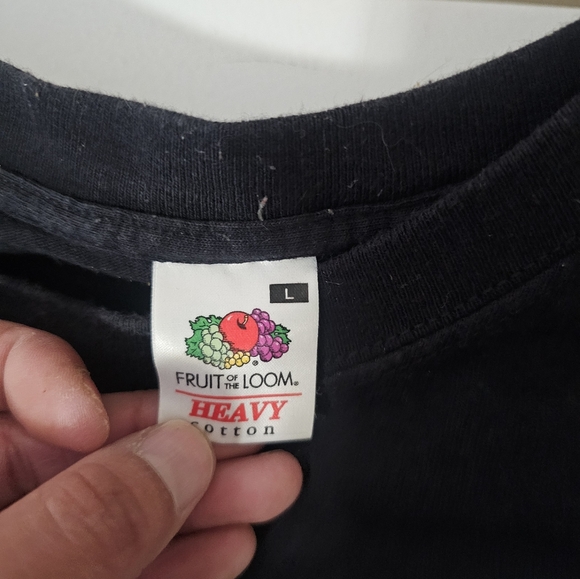 L
FRUIT OF THE LOOM®
HEAVY
cotton